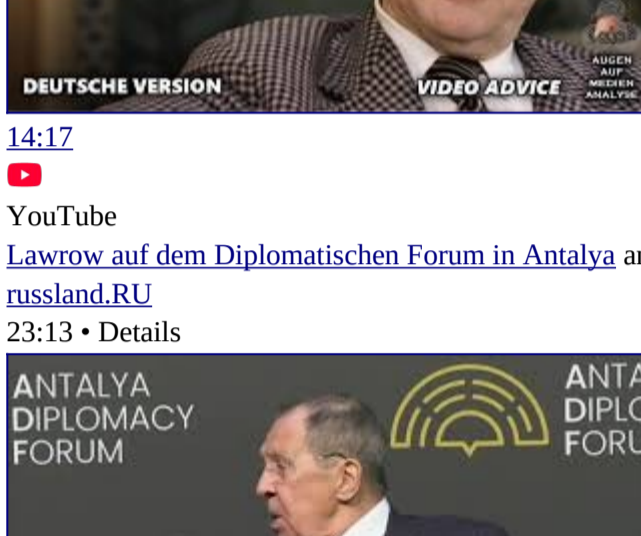 DEUTSCHE VERSION
VIDEO ADVICE
AUGEN
AUF
MEDIEN
ANALYSE
14:17
YouTube
Lawrow auf dem Diplomatischen Forum in Antalya
russland.RU
23:13 • Details
ANTALYA
DIPLOMACY
FORUM
ANTA
DIPLO
FORU